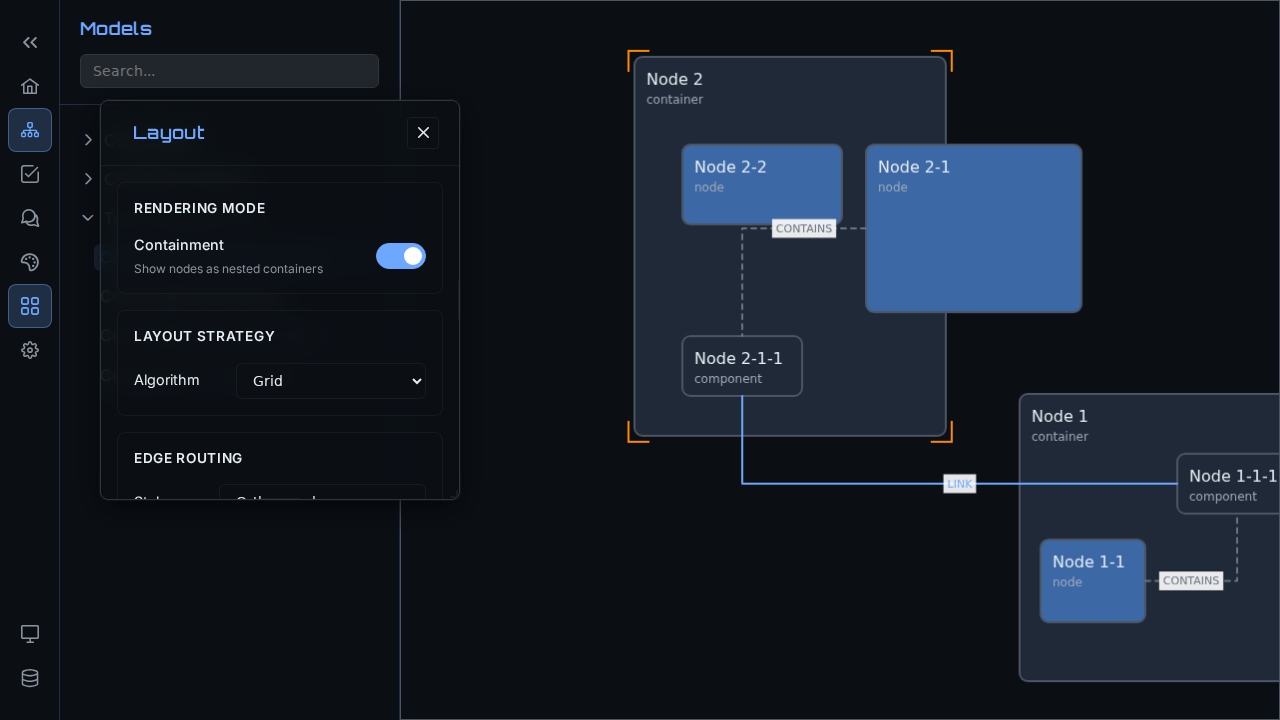 Models
Search...
Layout
RENDERING MODE
Containment
Show nodes as nested containers
LAYOUT STRATEGY
Algorithm
Grid
EDGE ROUTING
Node 2
container
Node 2-2
node
Node 2-1
node
CONTAINS
Node 2-1-1
component
LINK
Node 1
container
Node 1-1-1
component
Node 1-1
node
CONTAINS